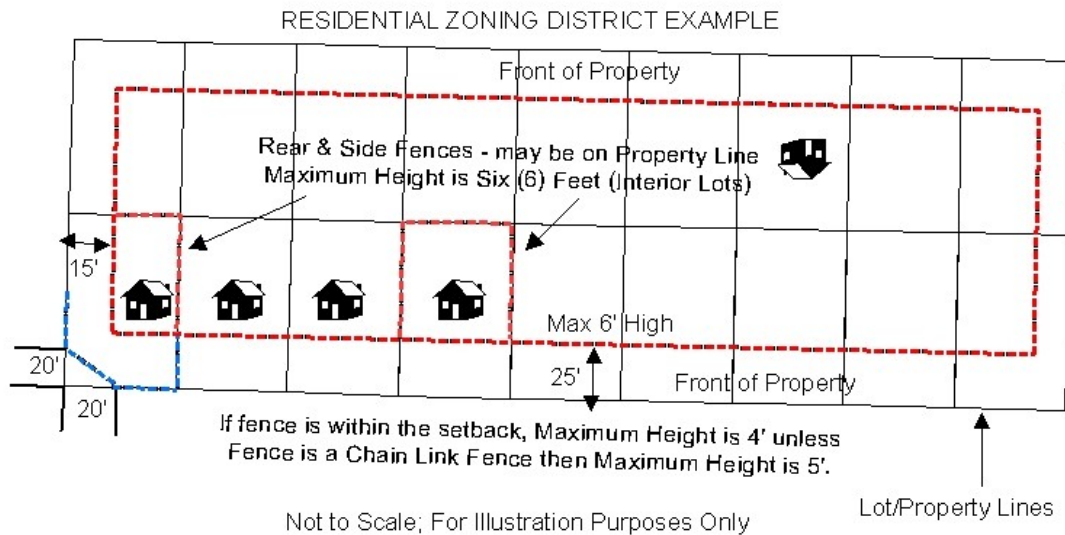 RESIDENTIAL ZONING DISTRICT EXAMPLE
Front of Property
Rear & Side Fences - may be on Property Line
Maximum Height is Six (6) Feet (Interior Lots)
15'
Max 6' High
20'
20'
25'
Front of Property
If fence is within the setback, Maximum Height is 4' unless
Fence is a Chain Link Fence then Maximum Height is 5'.
Lot/Property Lines
Not to Scale; For Illustration Purposes Only